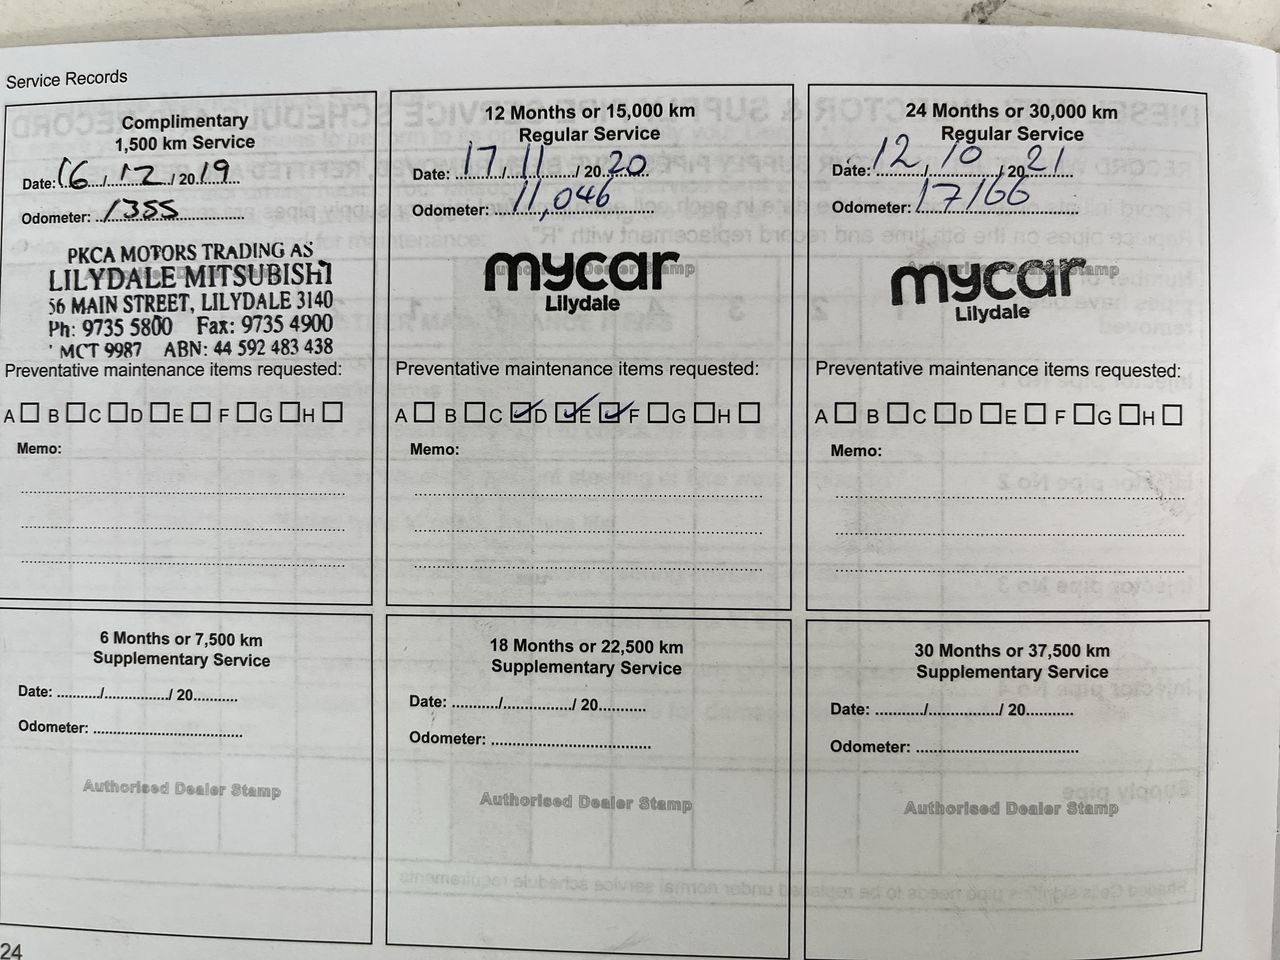 Service Records
Complimentary
1,500 km Service
Date: 16 / 12 / 2019
Odometer: 1355
PKCA MOTORS TRADING AS
LILYDALE MITSUBISHI
56 MAIN STREET, LILYDALE 3140
Ph: 9735 5800 Fax: 9735 4900
MCT 9987 ABN: 44 592 483 438
Preventative maintenance items requested:
A B C D E F G H
Memo:
12 Months or 15,000 km
Regular Service
Date: 17 / 11 / 2020
Odometer: 11,046
Authorised Dealer Stamp
mycar
Lilydale
Preventative maintenance items requested:
A B C D E F G H
Memo:
24 Months or 30,000 km
Regular Service
Date: 12 / 10 / 2021
Odometer: 17166
Authorised Dealer Stamp
mycar
Lilydale
Preventative maintenance items requested:
A B C D E F G H
Memo:
6 Months or 7,500 km
Supplementary Service
Date: ........../.............../ 20..........
Odometer: ..................................
Authorised Dealer Stamp
18 Months or 22,500 km
Supplementary Service
Date: ........../.............../ 20..........
Odometer: ....................................
Authorised Dealer Stamp
30 Months or 37,500 km
Supplementary Service
Date: ........../.............../ 20..........
Odometer: ....................................
Authorised Dealer Stamp
24